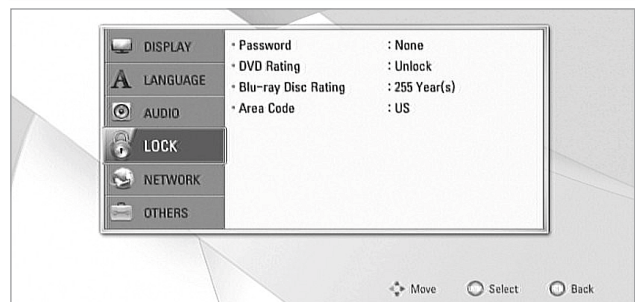 DISPLAY
LANGUAGE
AUDIO
LOCK
NETWORK
OTHERS
Password : None
DVD Rating : Unlock
Blu-ray Disc Rating : 255 Year(s)
Area Code : US
Move Select Back